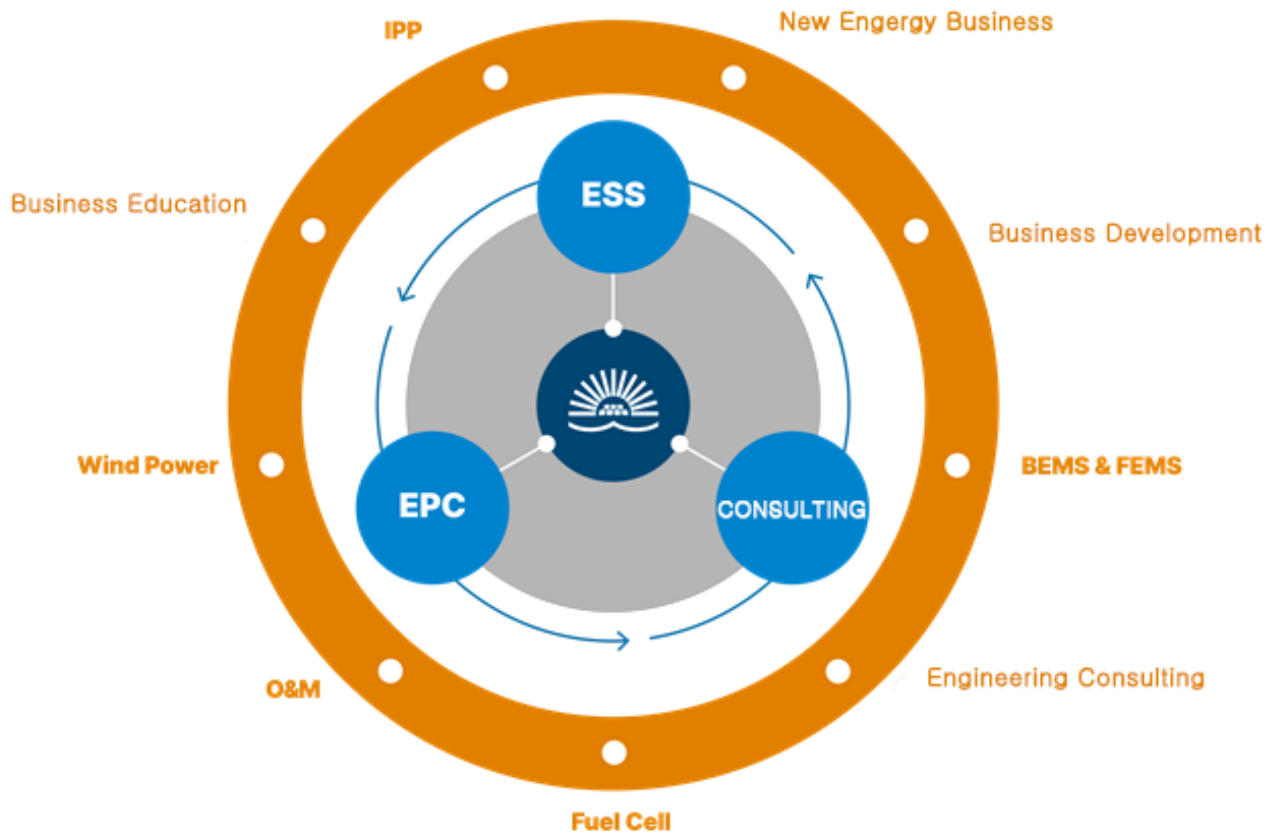 IPP
New Engergy Business
ESS
Business Education
Business Development
Wind Power
BEMS & FEMS
EPC
CONSULTING
O&M
Engineering Consulting
Fuel Cell